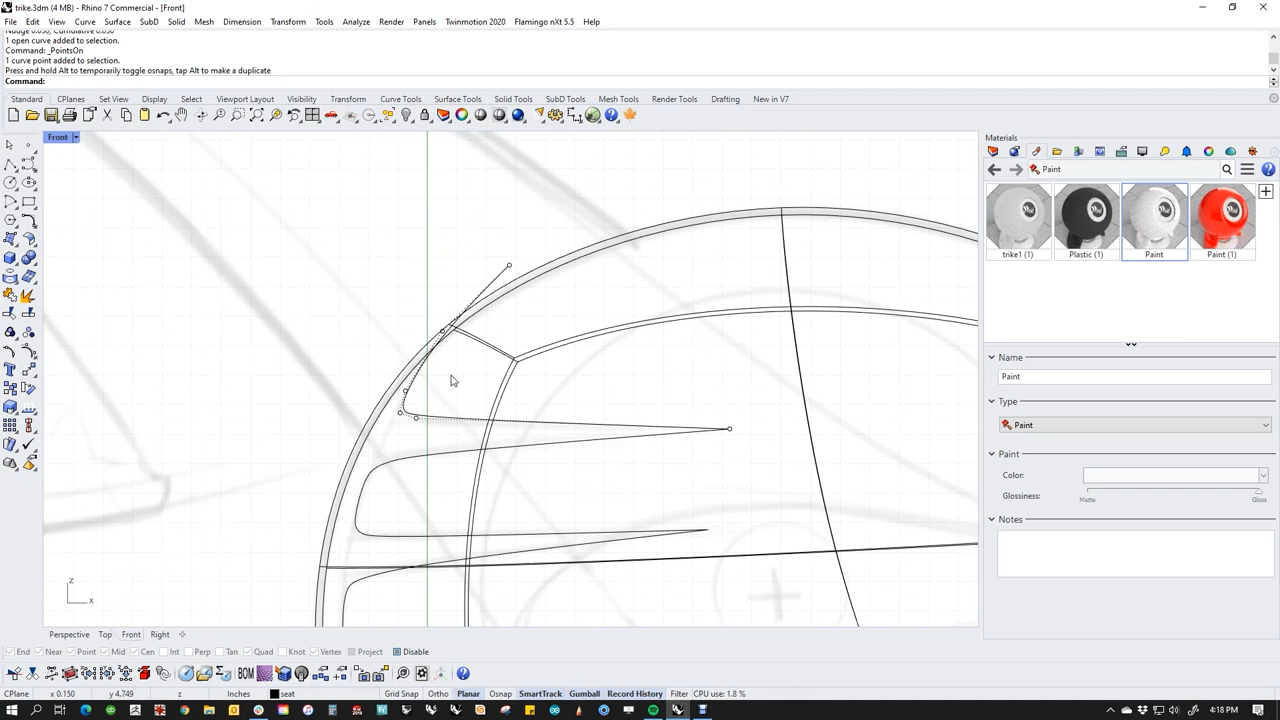 trike.3dm (4 MB) - Rhino 7 Commercial - [Front]
File Edit View Curve Surface SubD Solid Mesh Dimension Transform Tools Analyze Render Panels Twinmotion 2020 Flamingo nXt 5.5 Help
Nudge 0.050, Cumulative 0.050
1 open curve added to selection.
Command: _PointsOn
1 curve point added to selection.
Press and hold Alt to temporarily toggle osnaps, tap Alt to make a duplicate
Command:
Standard CPlanes Set View Display Select Viewport Layout Visibility Transform Curve Tools Surface Tools Solid Tools SubD Tools Mesh Tools Render Tools Drafting New in V7
Front
Materials
Paint
trike1 (1) Plastic (1) Paint Paint (1)
Name
Paint
Type
Paint
Paint
Color:
Glossiness: Matte Gloss
Notes
z
x
Perspective Top Front Right
End Near Point Mid Cen Int Perp Tan Quad Knot Vertex Project Disable
BOM
CPlane x 0.150 y 4.749 z Inches seat Grid Snap Ortho Planar Osnap SmartTrack Gumball Record History Filter CPU use: 1.8 %
4:18 PM